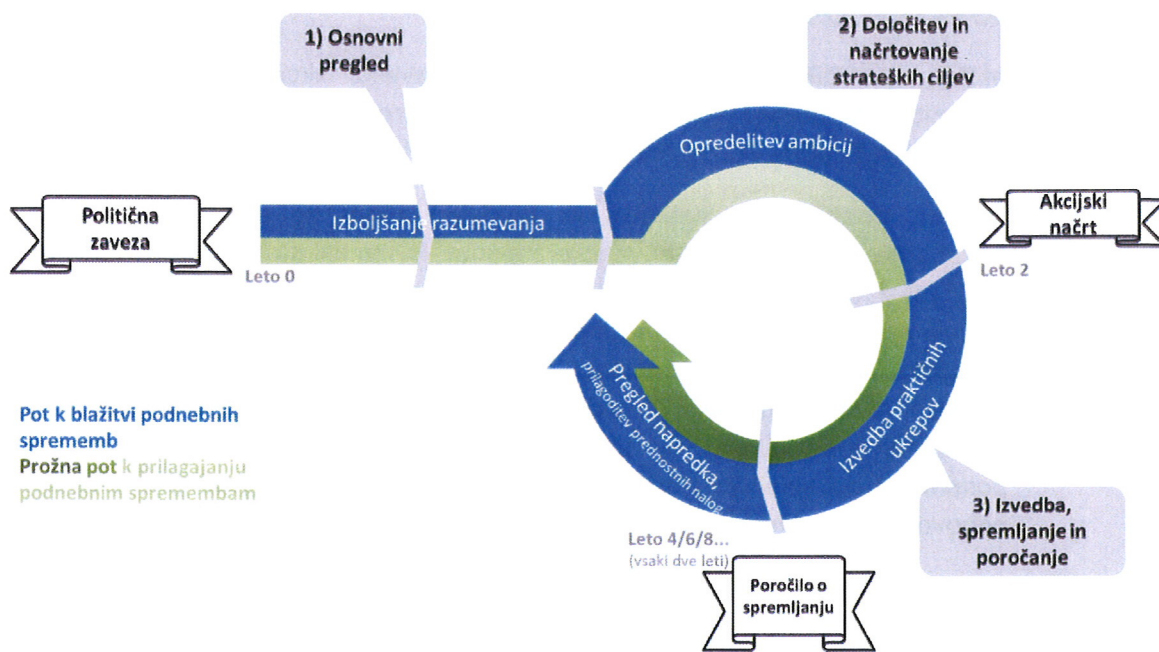 1) Osnovni
pregled
2) Določitev in
načrtovanje
strateških ciljev
Opredelitev ambicij
Politična
zaveza
Izboljšanje razumevanja
Akcijski
načrt
Leto 0
Leto 2
Pregled napredka,
prilagoditev prednostnih nalog
Izvedba praktičnih
ukrepov
Pot k blažitvi podnebnih
sprememb
Prožna pot k prilagajanju
podnebnim spremembam
3) Izvedba,
spremljanje in
poročanje
Leto 4/6/8...
(vsaki dve leti)
Poročilo o
spremljanju